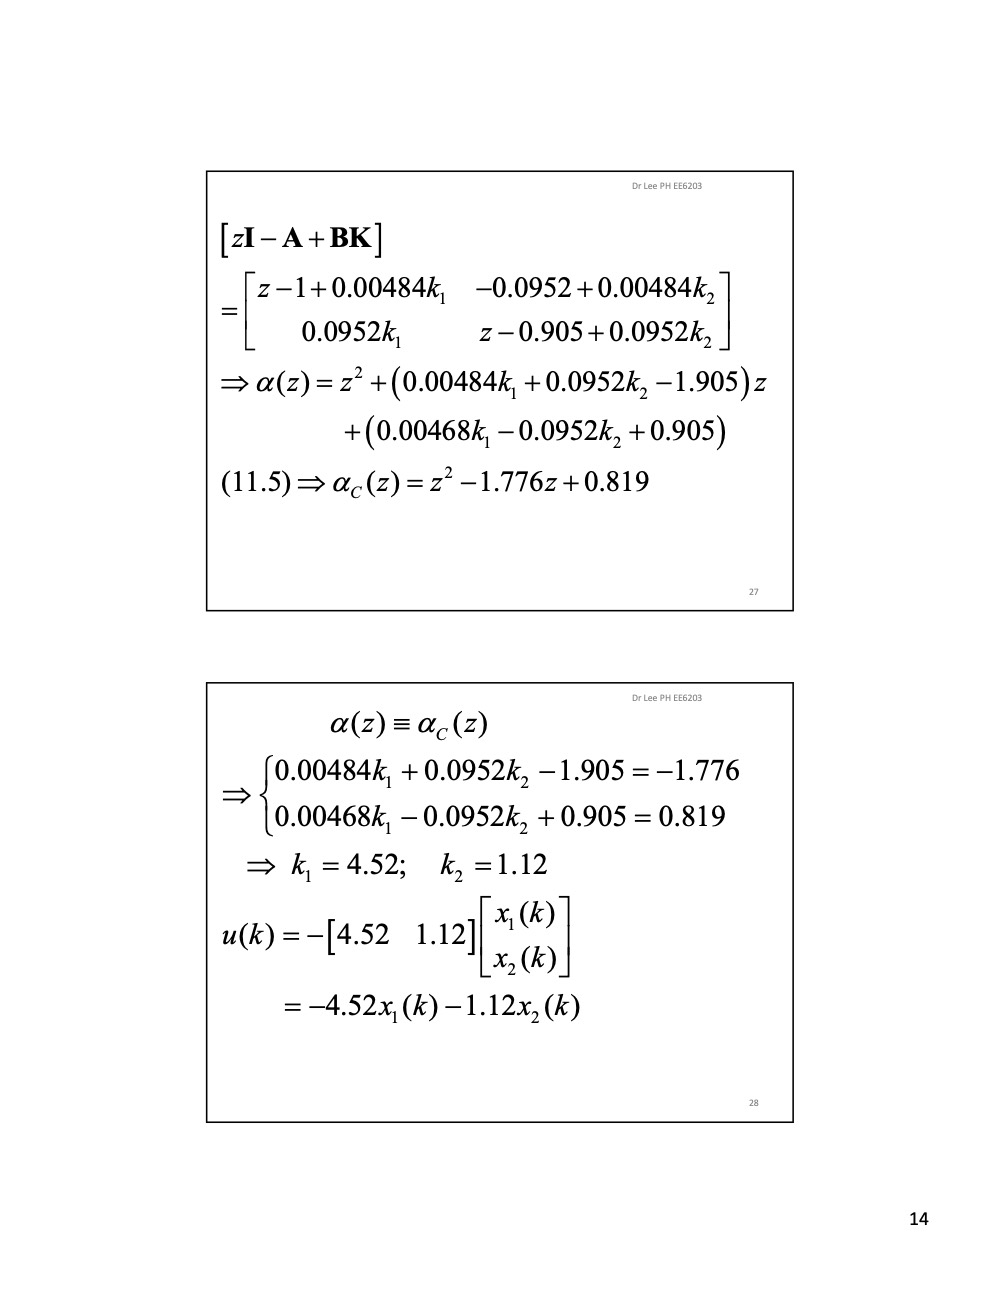 Dr Lee PH EE6203
[zI − A + BK]
= [z − 1 + 0.00484k₁  −0.0952 + 0.00484k₂
0.0952k₁  z − 0.905 + 0.0952k₂]
⇒ α(z) = z² + (0.00484k₁ + 0.0952k₂ − 1.905)z
+ (0.00468k₁ − 0.0952k₂ + 0.905)
(11.5) ⇒ α_C(z) = z² − 1.776z + 0.819
27
Dr Lee PH EE6203
α(z) ≡ α_C(z)
⇒ {0.00484k₁ + 0.0952k₂ − 1.905 = −1.776
0.00468k₁ − 0.0952k₂ + 0.905 = 0.819
⇒ k₁ = 4.52; k₂ = 1.12
u(k) = −[4.52 1.12] [x₁(k)
x₂(k)]
= −4.52x₁(k) − 1.12x₂(k)
28
14